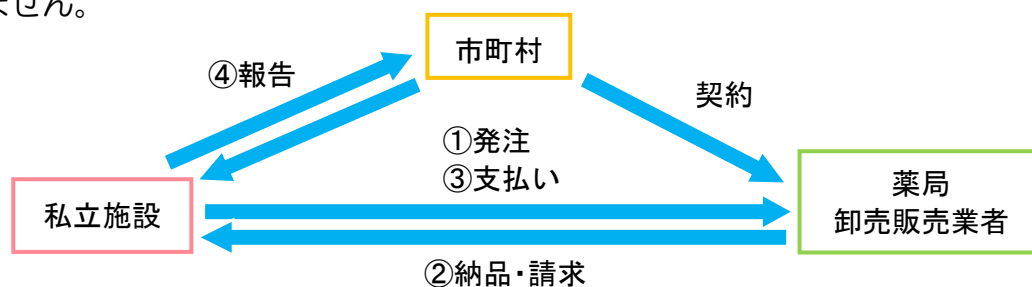 ません。
市町村
④報告
契約
①発注
③支払い
私立施設
薬局
卸売販売業者
②納品・請求